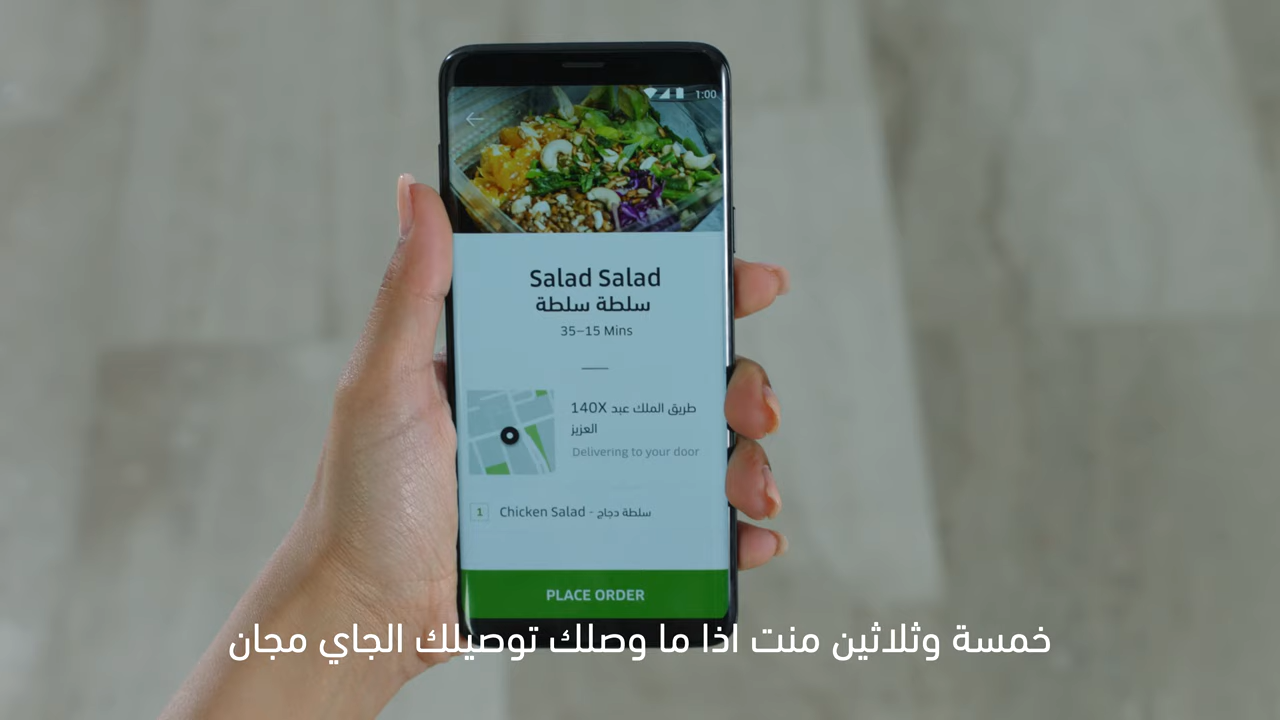 1:00
Salad Salad
سلطة سلطة
35–15 Mins
طريق الملك عبد 140X
العزيز
Delivering to your door
1 Chicken Salad - سلطة دجاج
PLACE ORDER
خمسة وثلاثين منت اذا ما وصلك توصيلك الجاي مجان